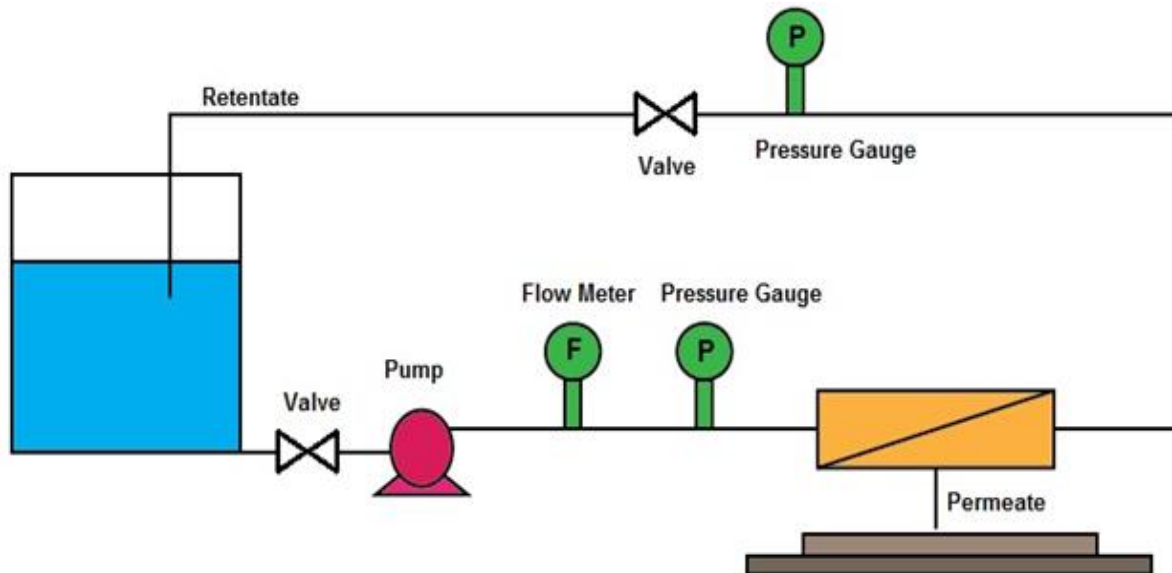 P
Retentate
Valve
Pressure Gauge
Flow Meter
Pressure Gauge
F
P
Pump
Valve
Permeate